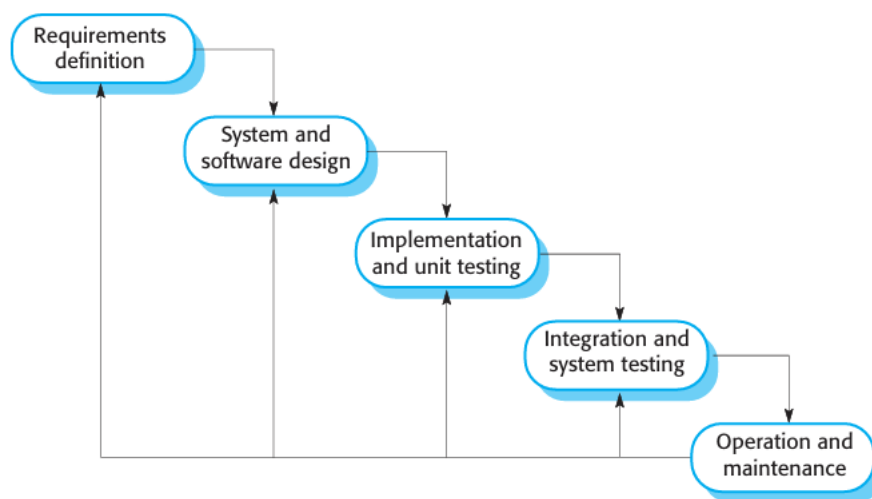 Requirements
definition
System and
software design
Implementation
and unit testing
Integration and
system testing
Operation and
maintenance